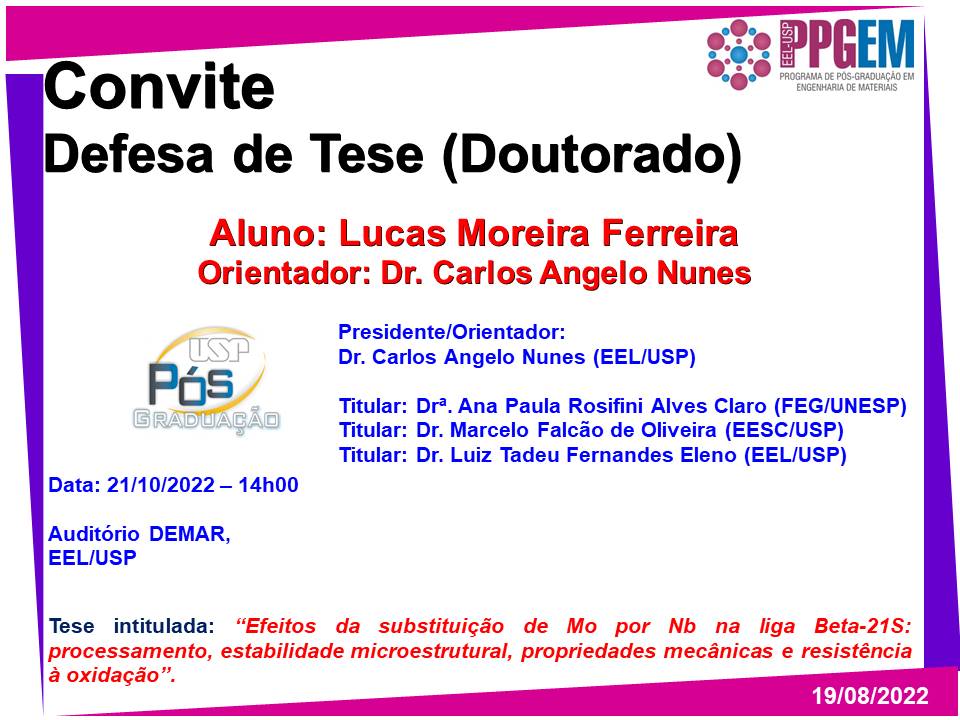 EEL-USP
PPGEM
PROGRAMA DE PÓS-GRADUAÇÃO EM
ENGENHARIA DE MATERIAIS
Convite
Defesa de Tese (Doutorado)
Aluno: Lucas Moreira Ferreira
Orientador: Dr. Carlos Angelo Nunes
USP
Pós
GRADUAÇÃO
Presidente/Orientador:
Dr. Carlos Angelo Nunes (EEL/USP)
Titular: Drª. Ana Paula Rosifini Alves Claro (FEG/UNESP)
Titular: Dr. Marcelo Falcão de Oliveira (EESC/USP)
Titular: Dr. Luiz Tadeu Fernandes Eleno (EEL/USP)
Data: 21/10/2022 – 14h00
Auditório DEMAR,
EEL/USP
Tese intitulada: “Efeitos da substituição de Mo por Nb na liga Beta-21S:
processamento, estabilidade microestrutural, propriedades mecânicas e resistência
à oxidação”.
19/08/2022